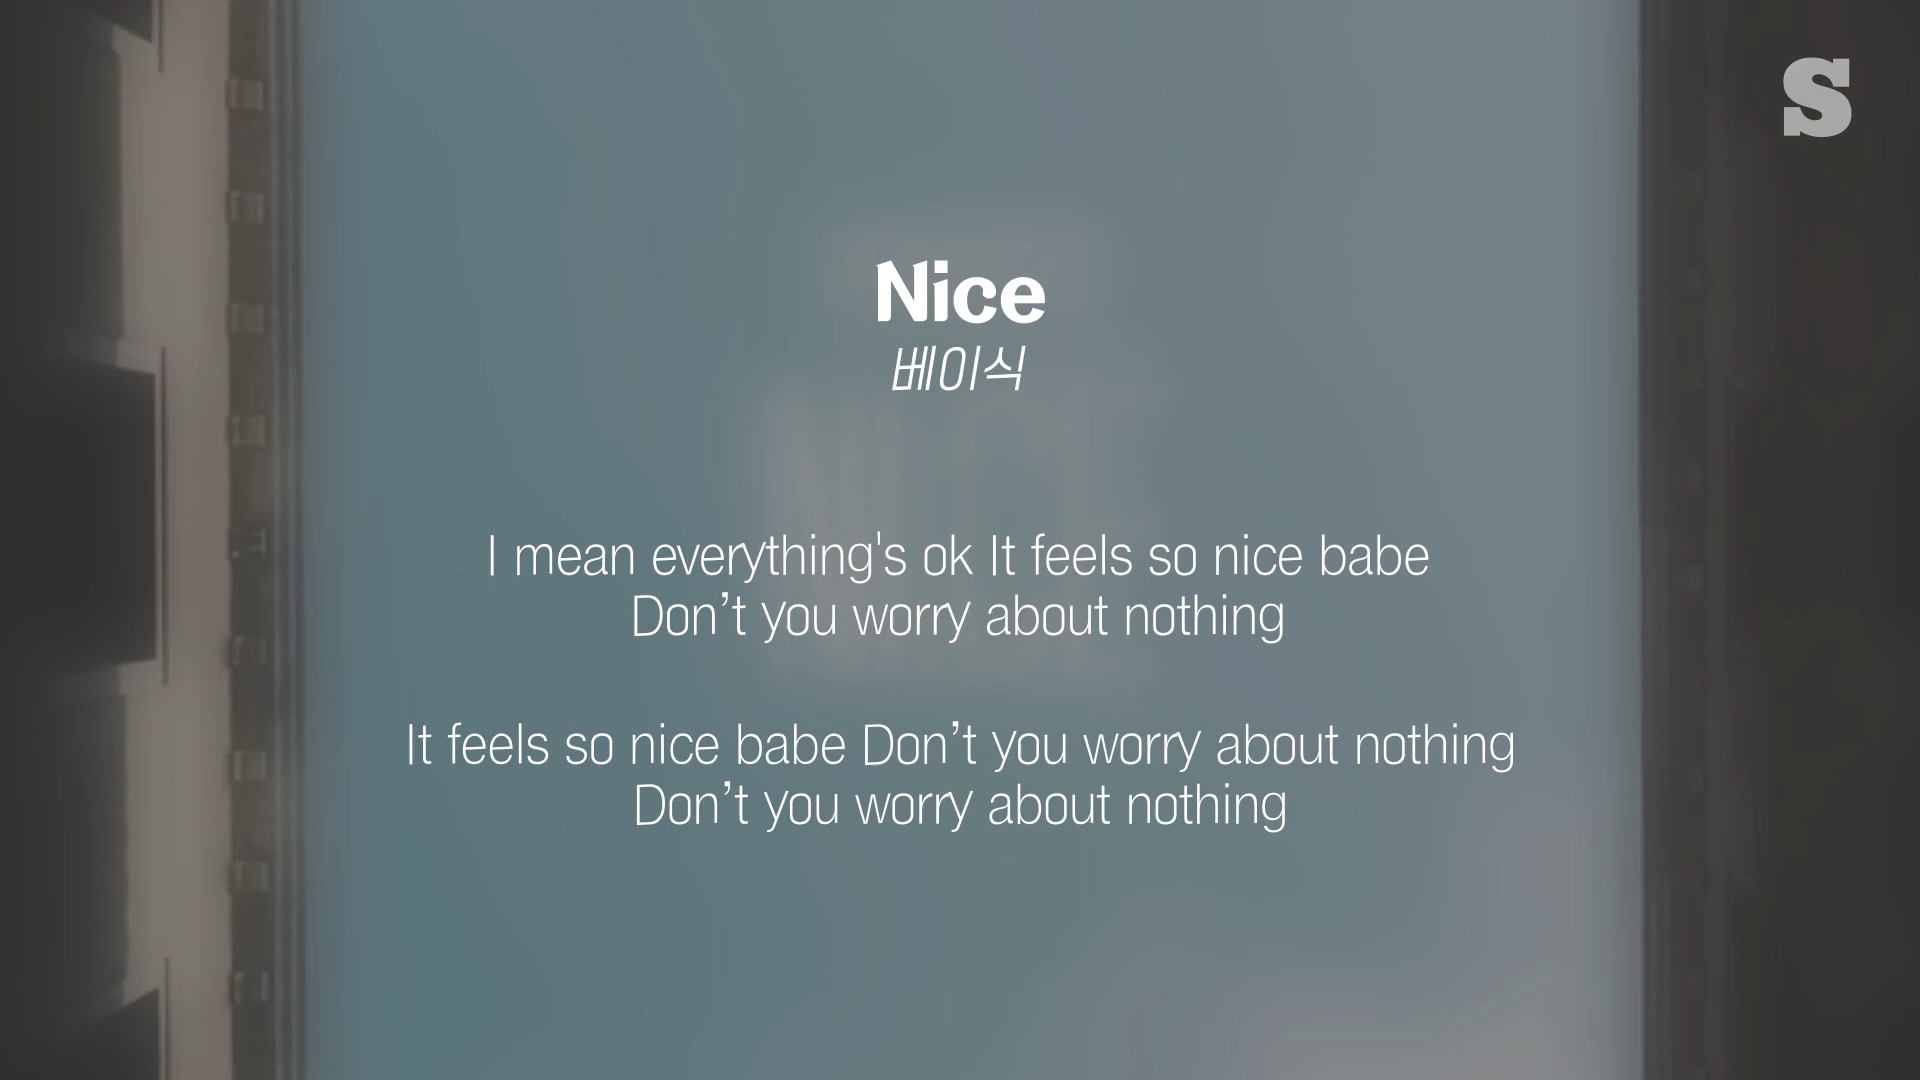 S
Nice
베이식
I mean everything's ok It feels so nice babe
Don’t you worry about nothing
It feels so nice babe Don’t you worry about nothing
Don’t you worry about nothing